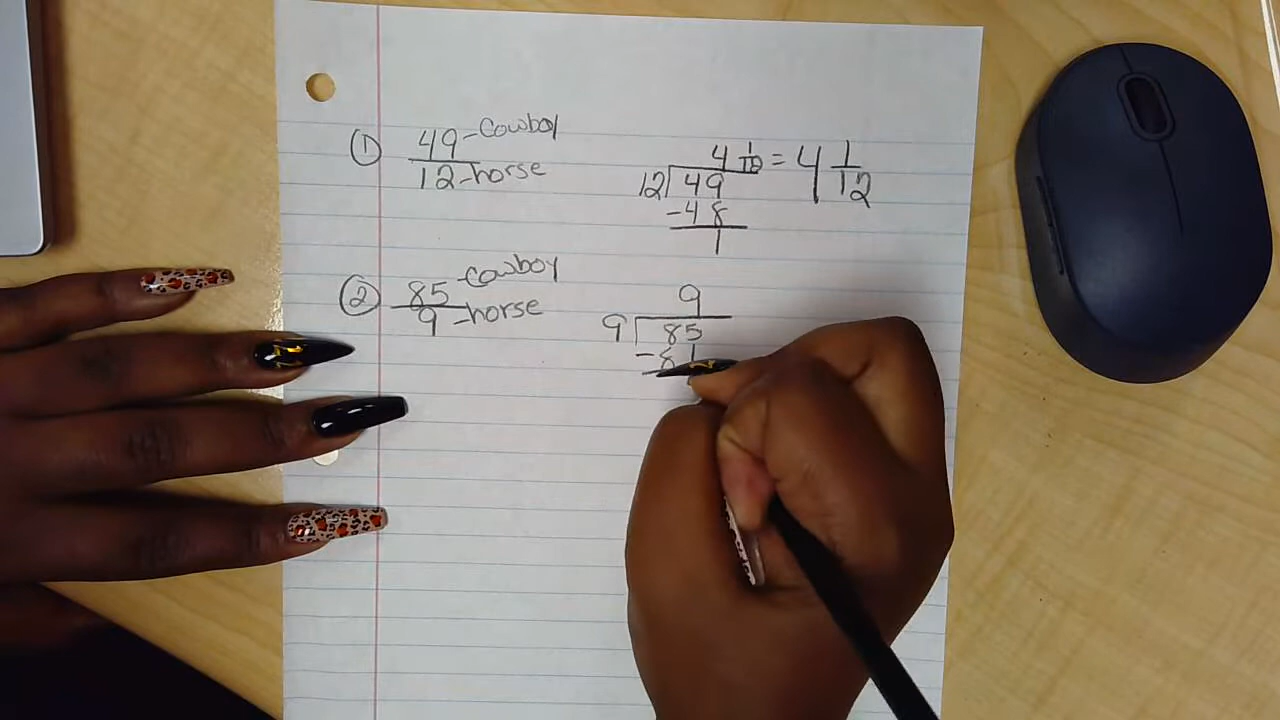 ① 49 - Cowboy
12 - horse
4 1/12 = 4 1/12
12 49
-48
1
② 85 - Cowboy
9 - horse
9
9 85
-81